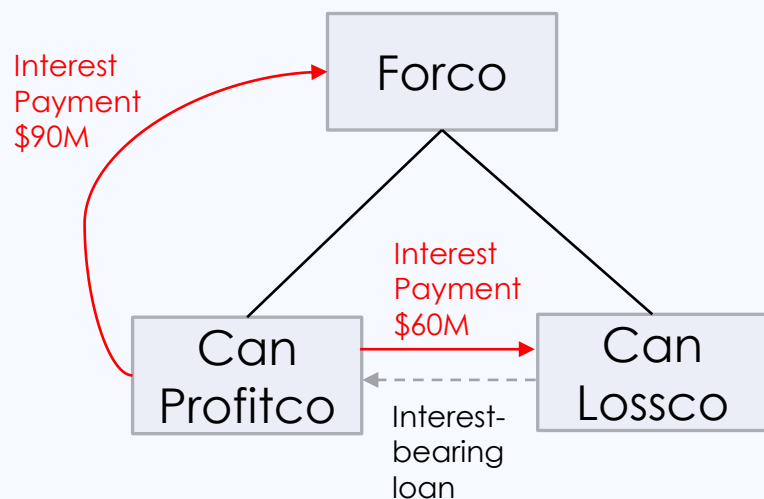 Forco
Interest
Payment
$90M
Interest
Payment
$60M
Can
Profitco
Can
Lossco
Interest-
bearing
loan